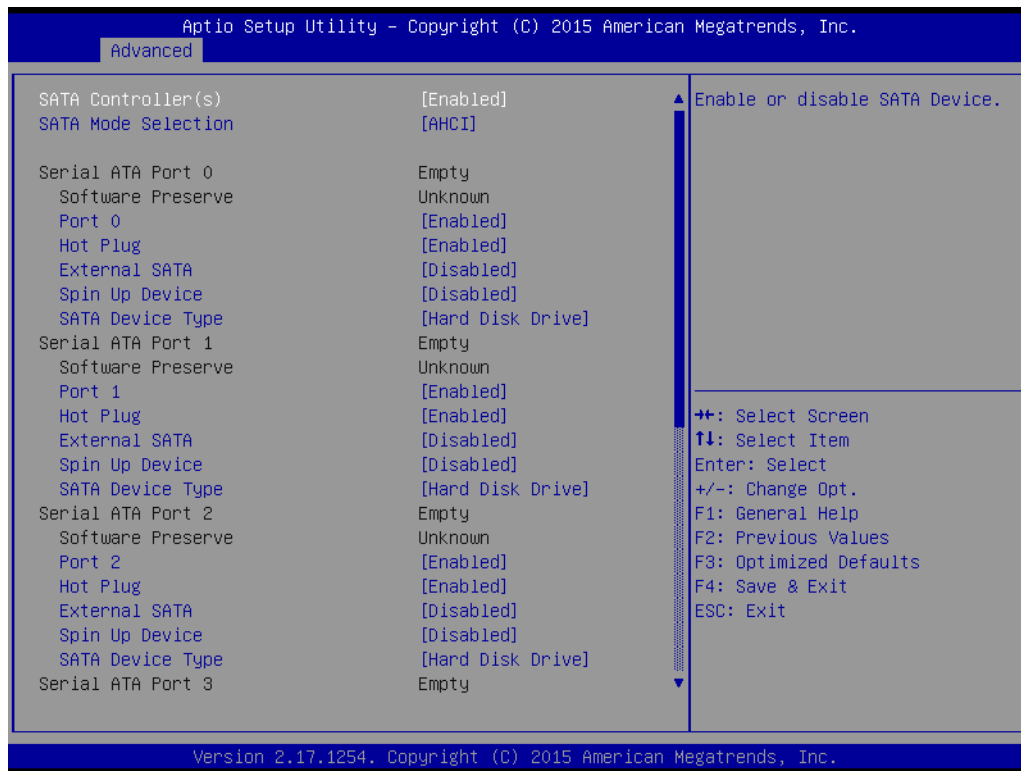 Aptio Setup Utility – Copyright (C) 2015 American Megatrends, Inc.
Advanced
SATA Controller(s) [Enabled]
SATA Mode Selection [AHCI]
Serial ATA Port 0 Empty
Software Preserve Unknown
Port 0 [Enabled]
Hot Plug [Enabled]
External SATA [Disabled]
Spin Up Device [Disabled]
SATA Device Type [Hard Disk Drive]
Serial ATA Port 1 Empty
Software Preserve Unknown
Port 1 [Enabled]
Hot Plug [Enabled]
External SATA [Disabled]
Spin Up Device [Disabled]
SATA Device Type [Hard Disk Drive]
Serial ATA Port 2 Empty
Software Preserve Unknown
Port 2 [Enabled]
Hot Plug [Enabled]
External SATA [Disabled]
Spin Up Device [Disabled]
SATA Device Type [Hard Disk Drive]
Serial ATA Port 3 Empty
Enable or disable SATA Device.
→←: Select Screen
↑↓: Select Item
Enter: Select
+/-: Change Opt.
F1: General Help
F2: Previous Values
F3: Optimized Defaults
F4: Save & Exit
ESC: Exit
Version 2.17.1254. Copyright (C) 2015 American Megatrends, Inc.